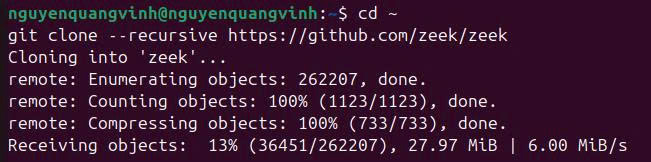 nguyenquangvinh@nguyenquangvinh:~$ cd ~
git clone --recursive https://github.com/zeek/zeek
Cloning into 'zeek'...
remote: Enumerating objects: 262207, done.
remote: Counting objects: 100% (1123/1123), done.
remote: Compressing objects: 100% (733/733), done.
Receiving objects:  13% (36451/262207), 27.97 MiB | 6.00 MiB/s